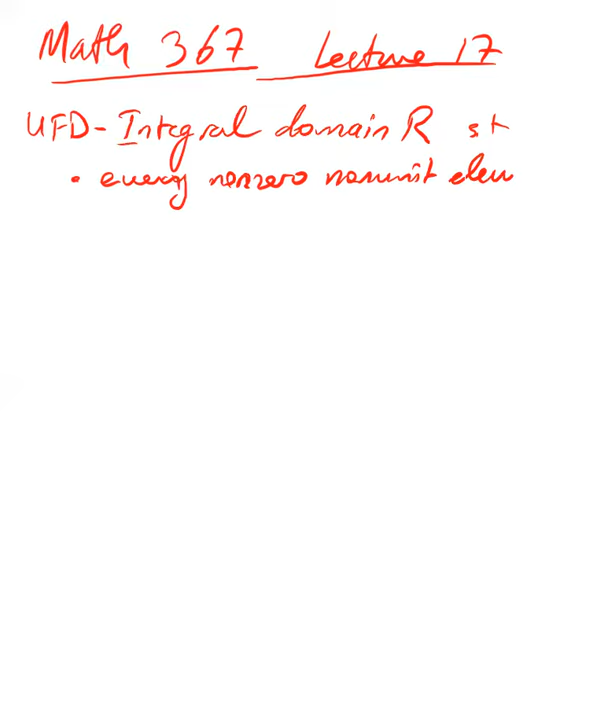 Math 367 Lecture 17
UFD - Integral domain R st
• every nonzero nonunit elem